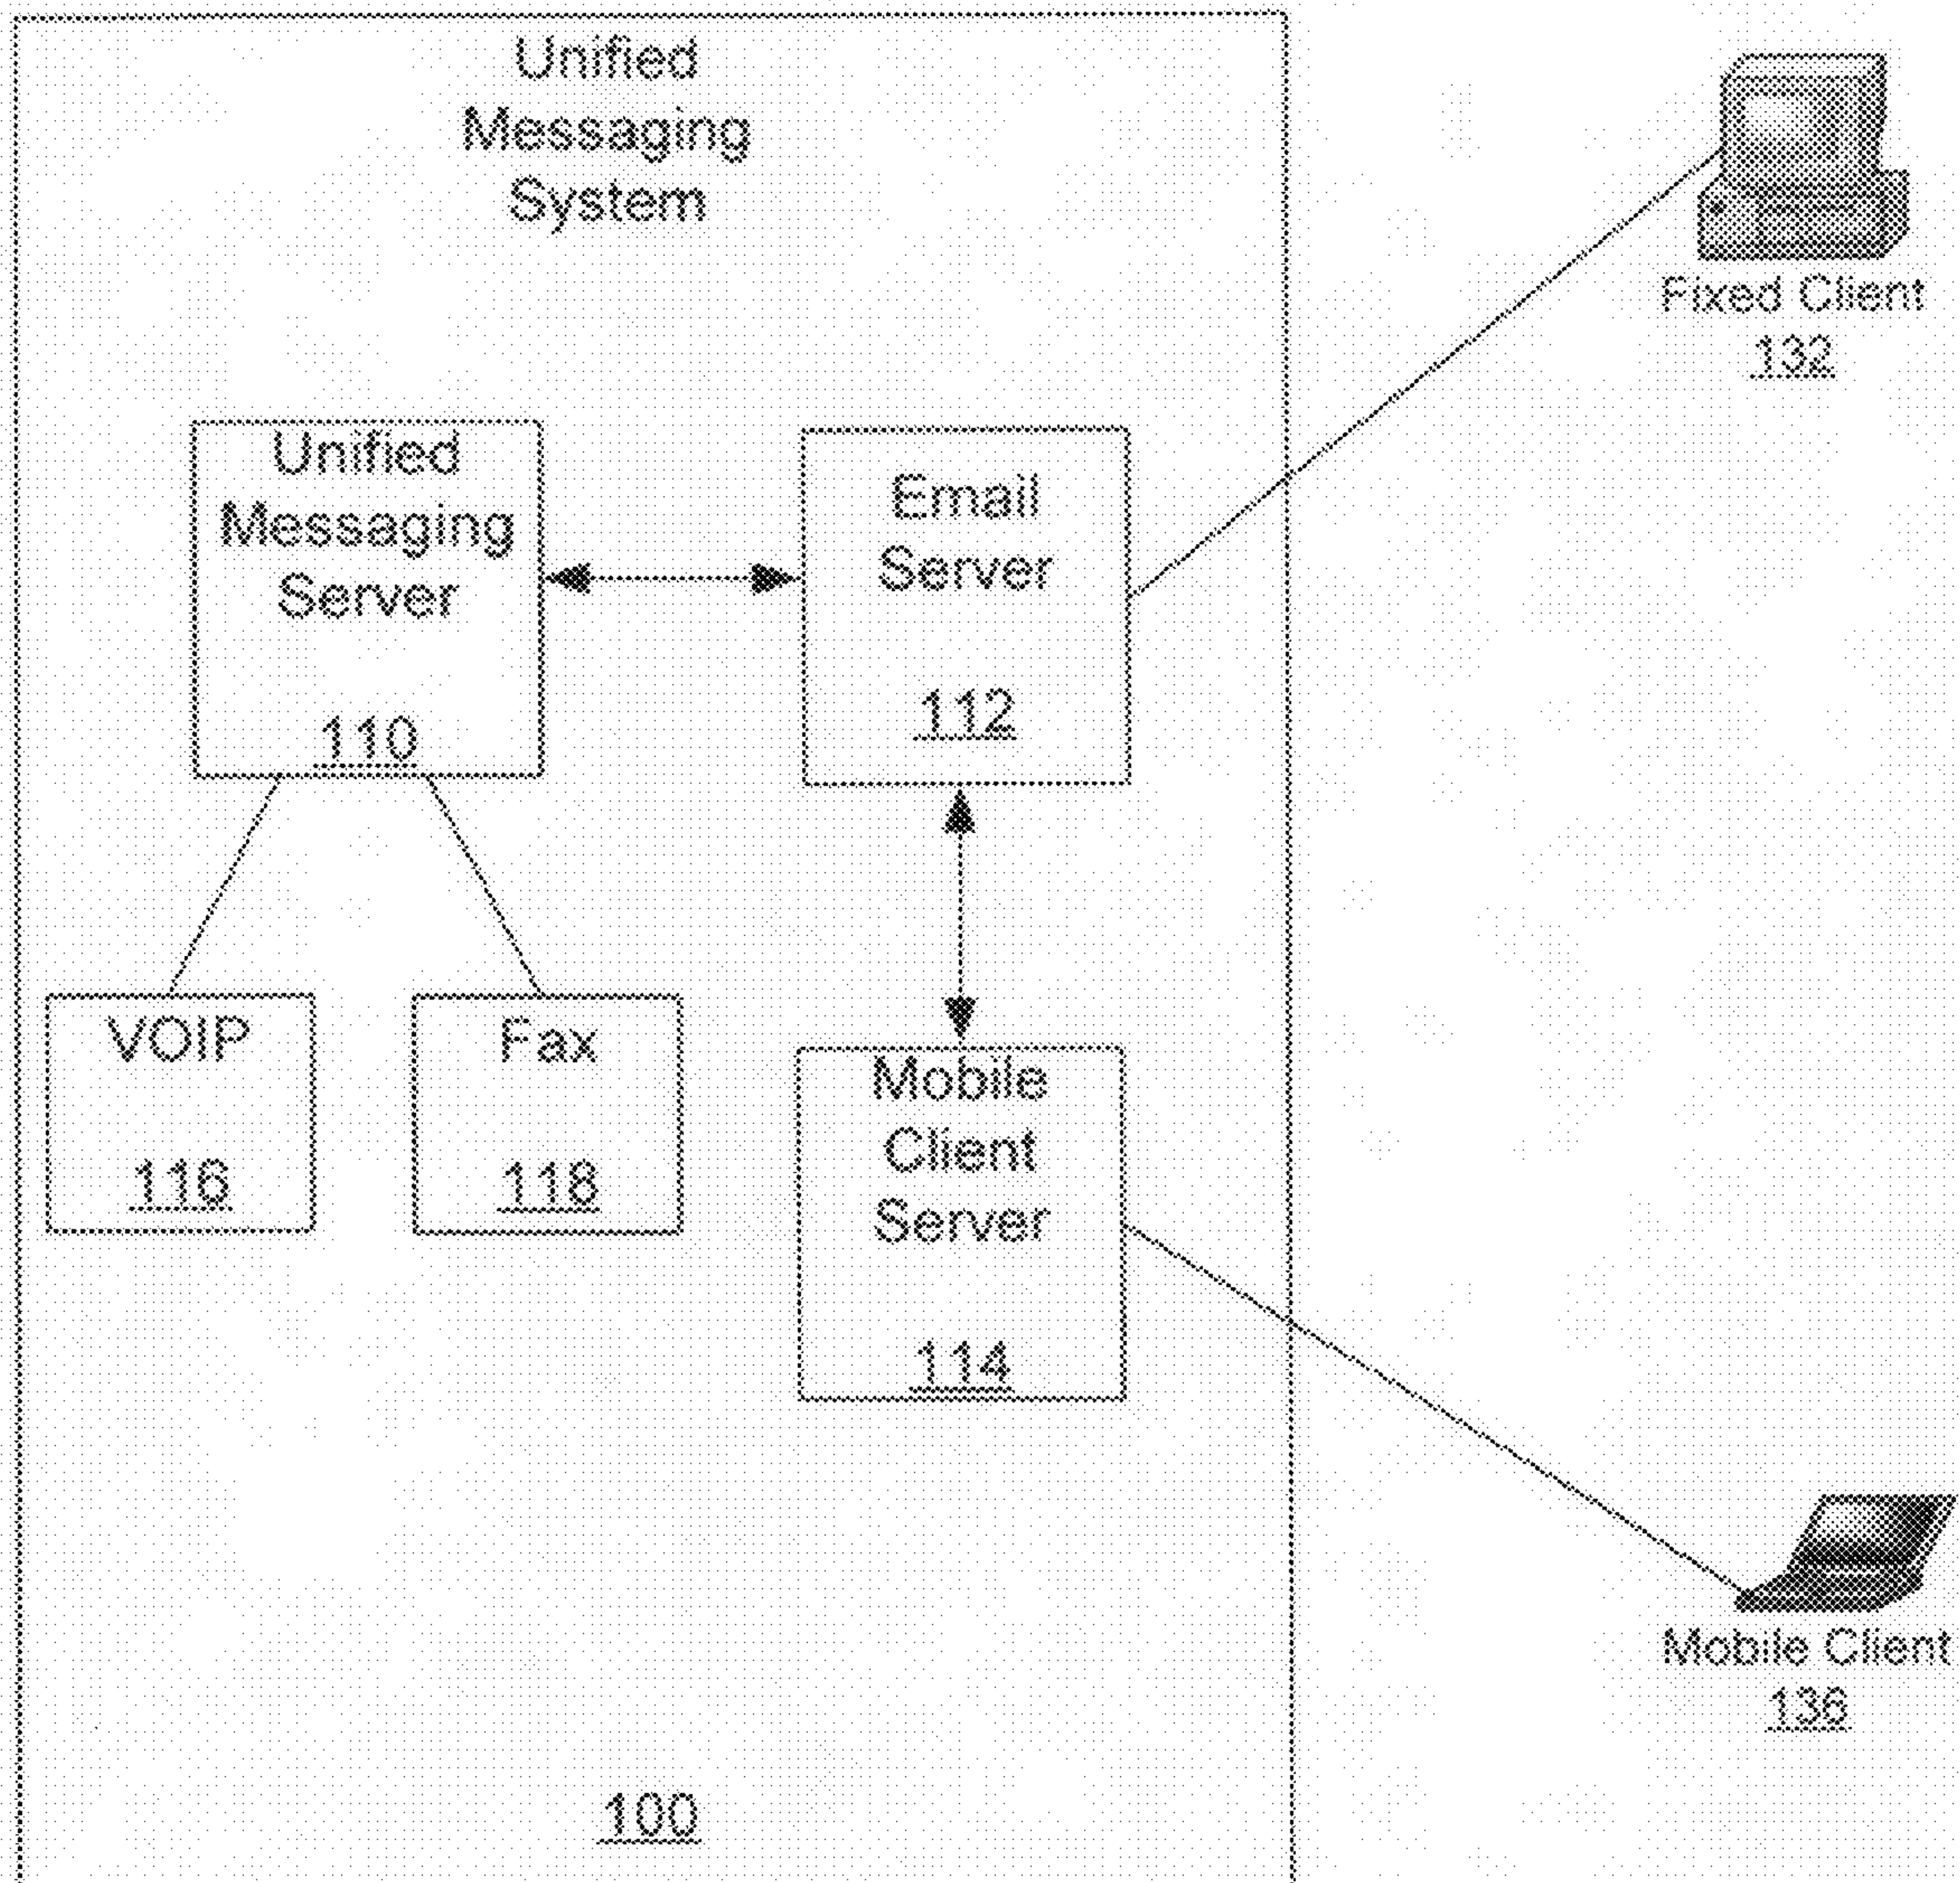 Unified
Messaging
System
Fixed Client
132
Unified
Messaging
Server
110
Email
Server
112
VOIP
116
Fax
118
Mobile
Client
Server
114
Mobile Client
136
100